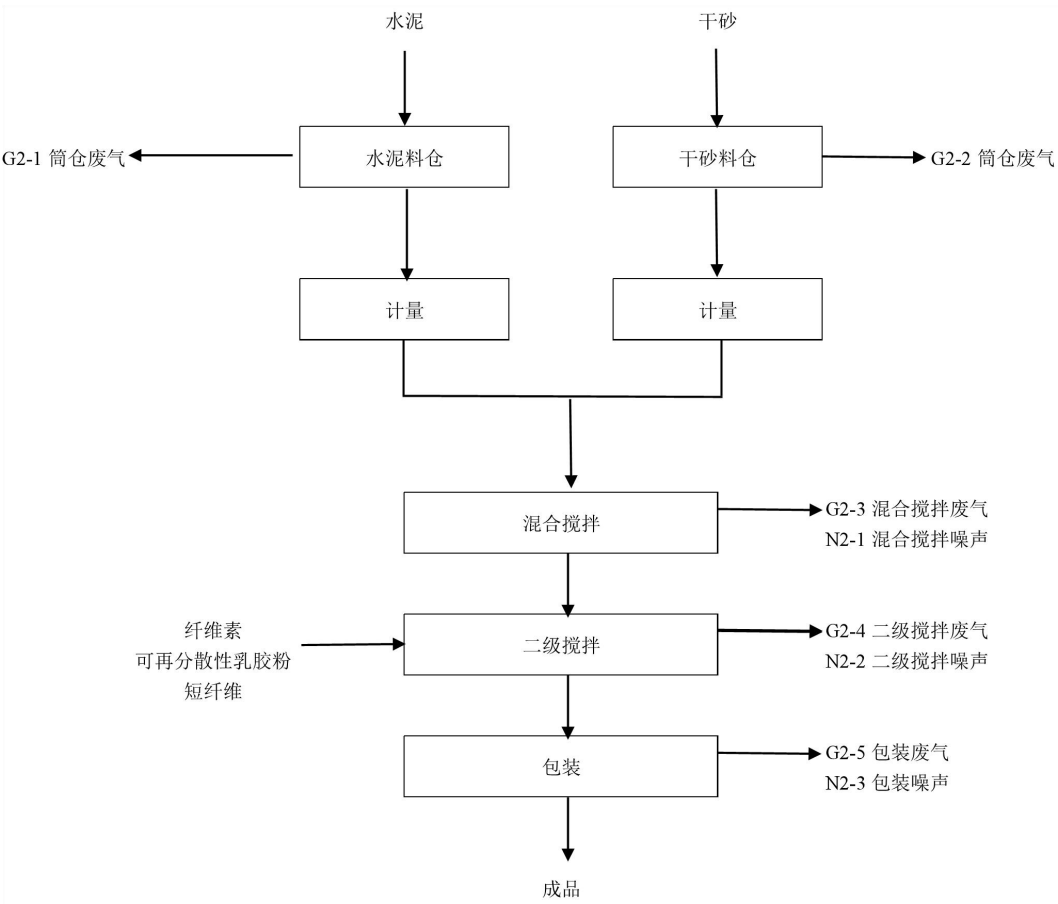 水泥
干砂
G2-1 筒仓废气
水泥料仓
干砂料仓
G2-2 筒仓废气
计量
计量
混合搅拌
G2-3 混合搅拌废气
N2-1 混合搅拌噪声
纤维素
可再分散性乳胶粉
短纤维
二级搅拌
G2-4 二级搅拌废气
N2-2 二级搅拌噪声
包装
G2-5 包装废气
N2-3 包装噪声
成品